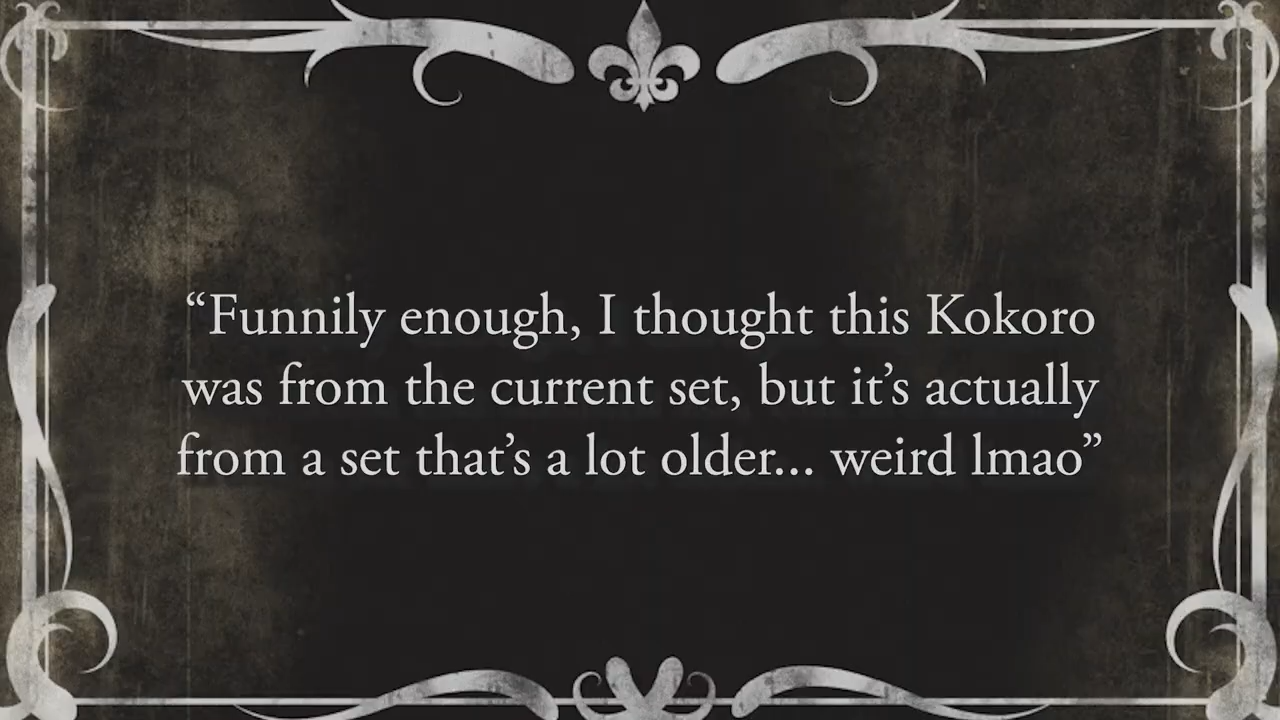 “Funnily enough, I thought this Kokoro
was from the current set, but it’s actually
from a set that’s a lot older... weird lmao”